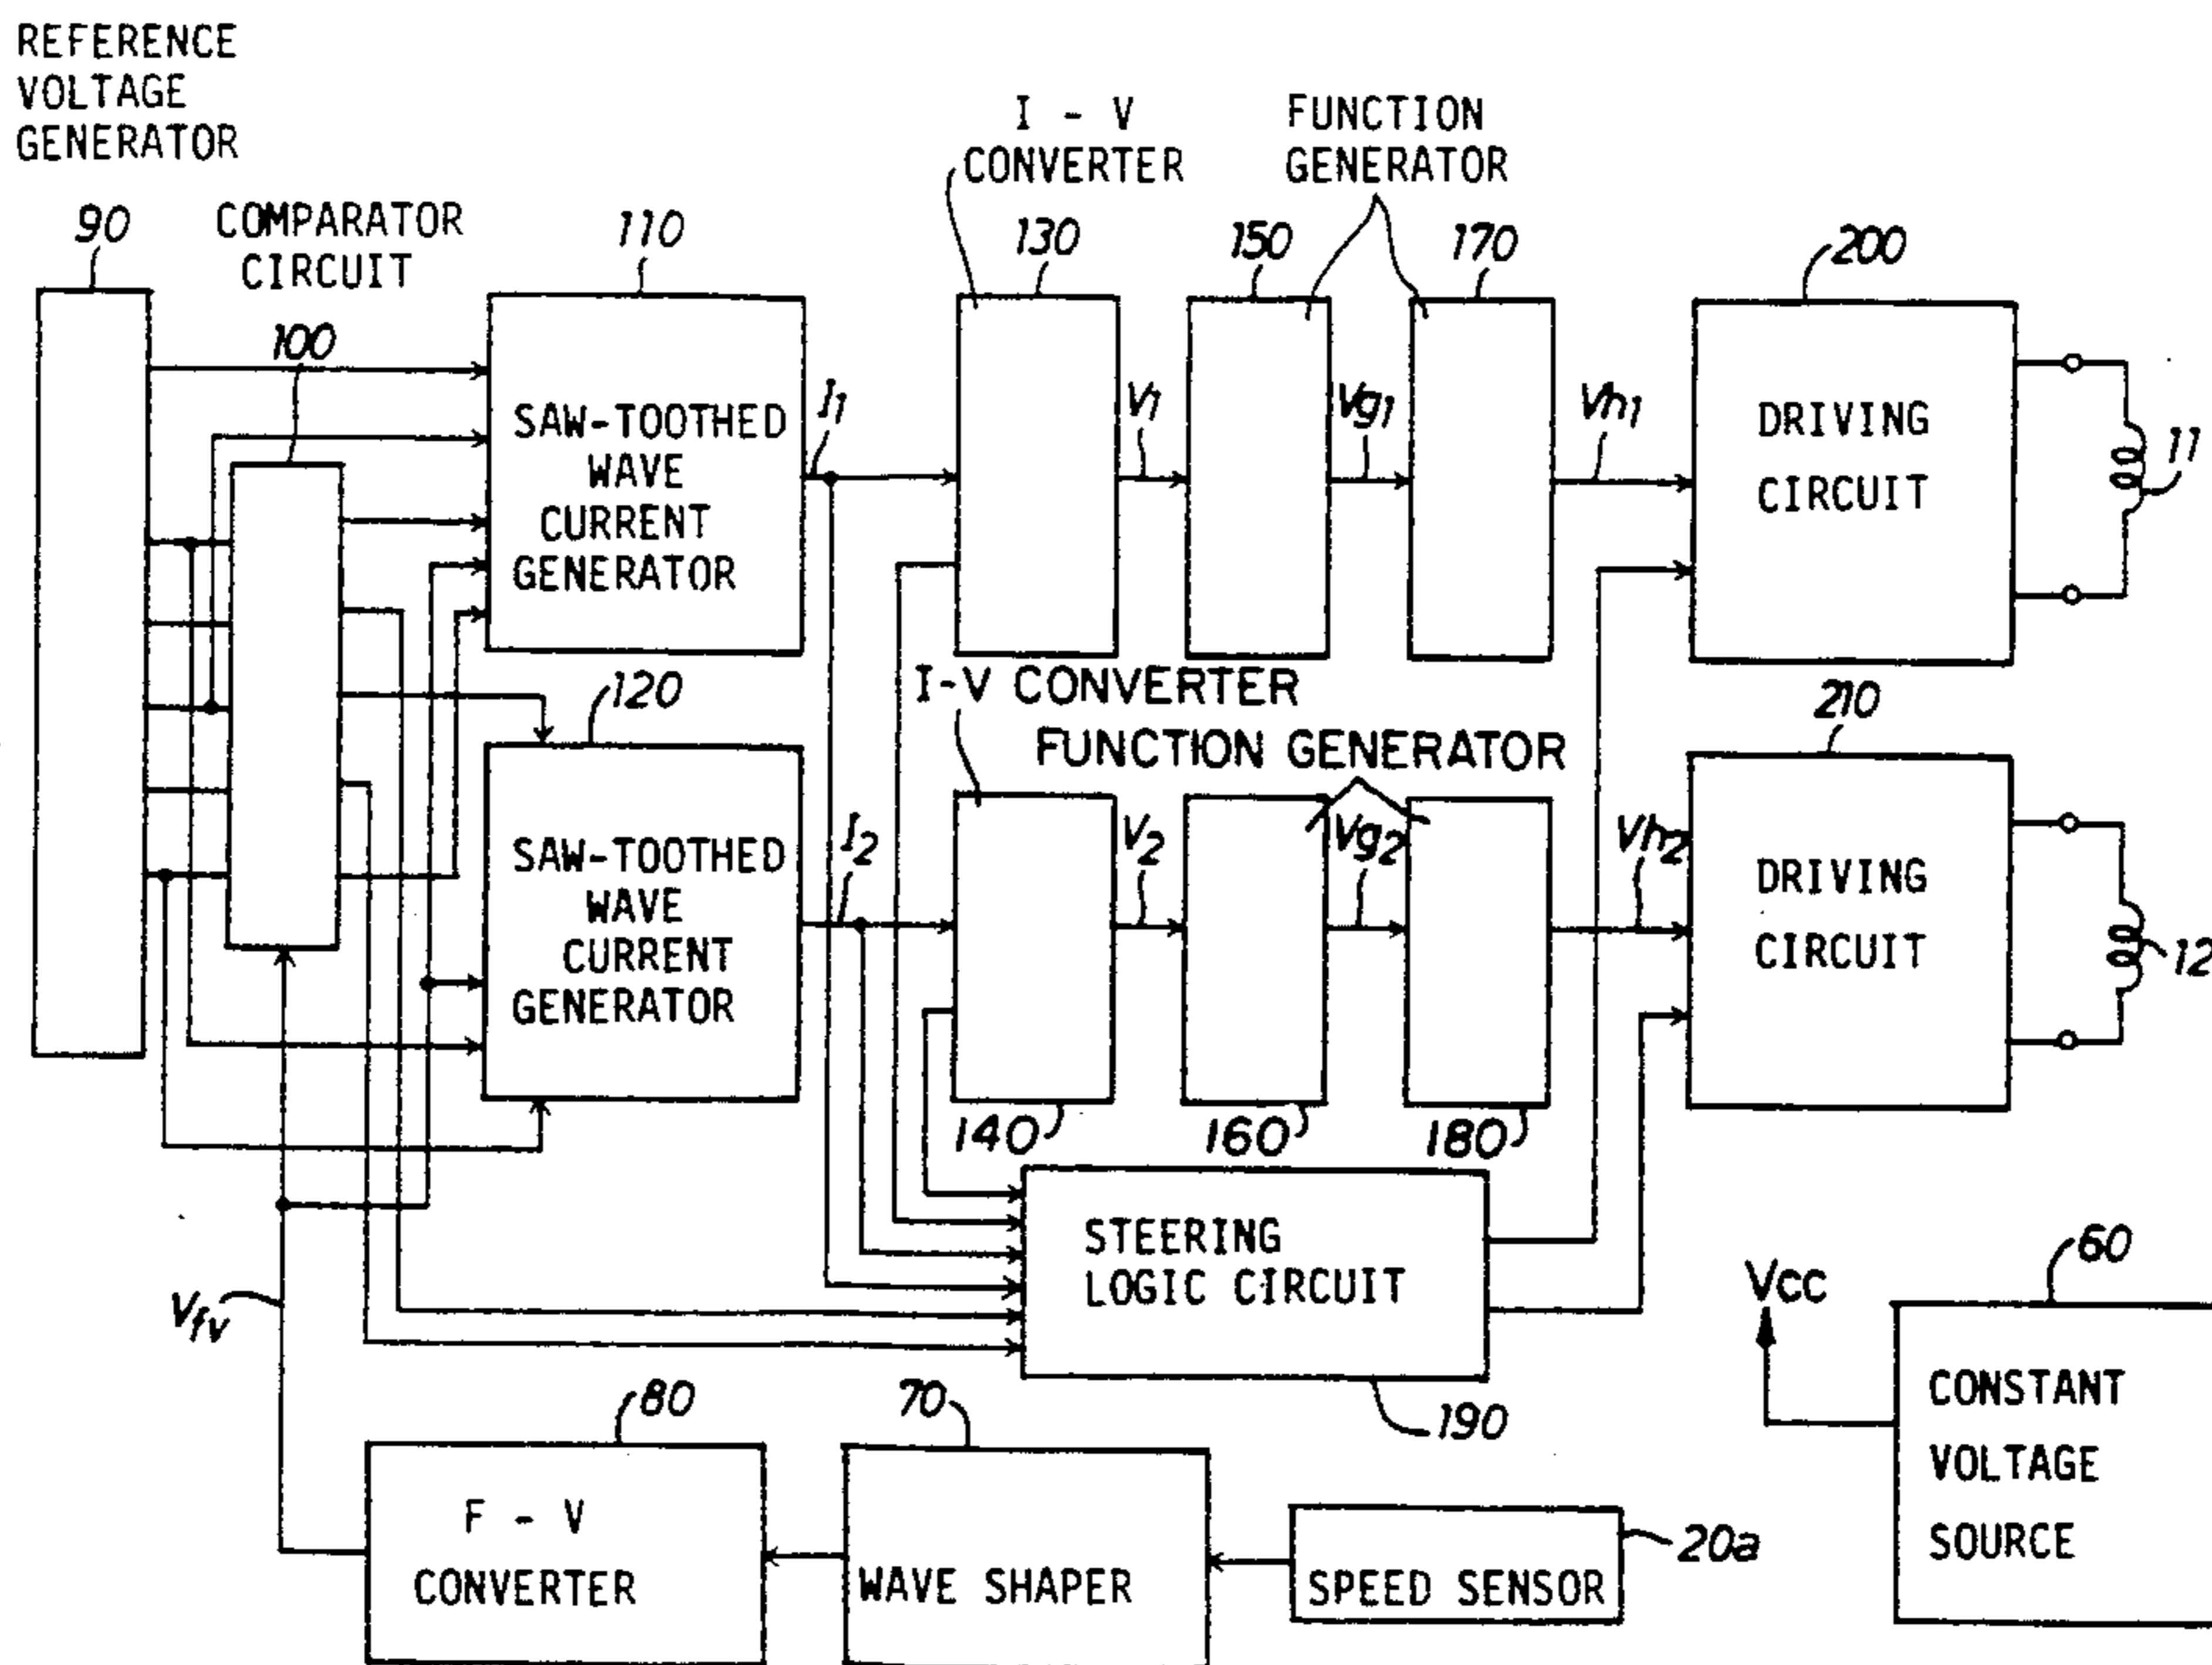 REFERENCE
VOLTAGE
GENERATOR
90
COMPARATOR
CIRCUIT
100
110
I - V
CONVERTER
130
FUNCTION
GENERATOR
150
170
200
SAW-TOOTHED
WAVE
CURRENT
GENERATOR
I1
V1
Vg1
Vh1
DRIVING
CIRCUIT
11
120
I-V CONVERTER
FUNCTION GENERATOR
210
SAW-TOOTHED
WAVE
CURRENT
GENERATOR
I2
V2
Vg2
Vh2
DRIVING
CIRCUIT
12
140
160
180
STEERING
LOGIC CIRCUIT
190
Vfv
Vcc
60
CONSTANT
VOLTAGE
SOURCE
80
F - V
CONVERTER
70
WAVE SHAPER
SPEED SENSOR
20a